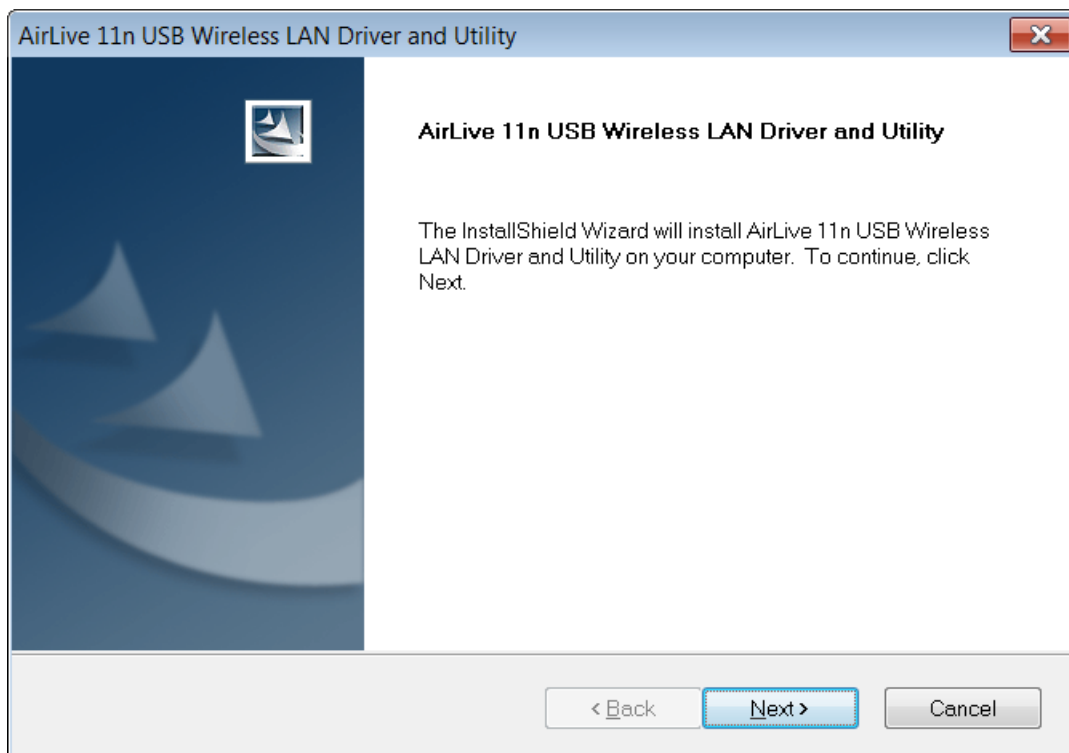 AirLive 11n USB Wireless LAN Driver and Utility
AirLive 11n USB Wireless LAN Driver and Utility
The InstallShield Wizard will install AirLive 11n USB Wireless
LAN Driver and Utility on your computer.  To continue, click
Next.
< Back
Next >
Cancel